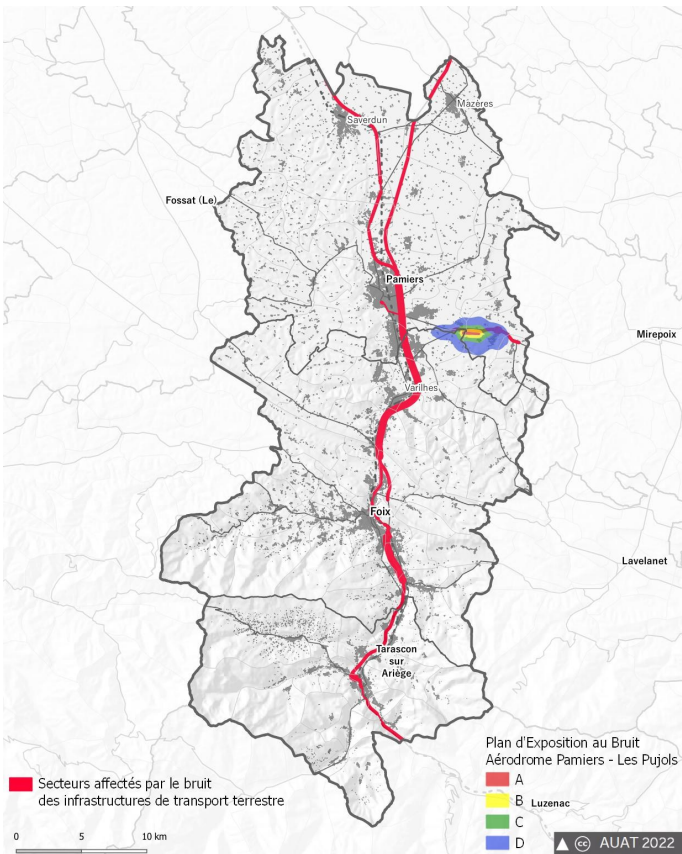 Mazères
Saverdun
Fossat (Le)
Pamiers
Mirepoix
Varilhes
Foix
Lavelanet
Tarascon
sur
Ariège
Plan d'Exposition au Bruit
Aérodrome Pamiers - Les Pujols
A
B
Luzenac
C
D
Secteurs affectés par le bruit
des infrastructures de transport terrestre
0 5 10 km
cc AUAT 2022